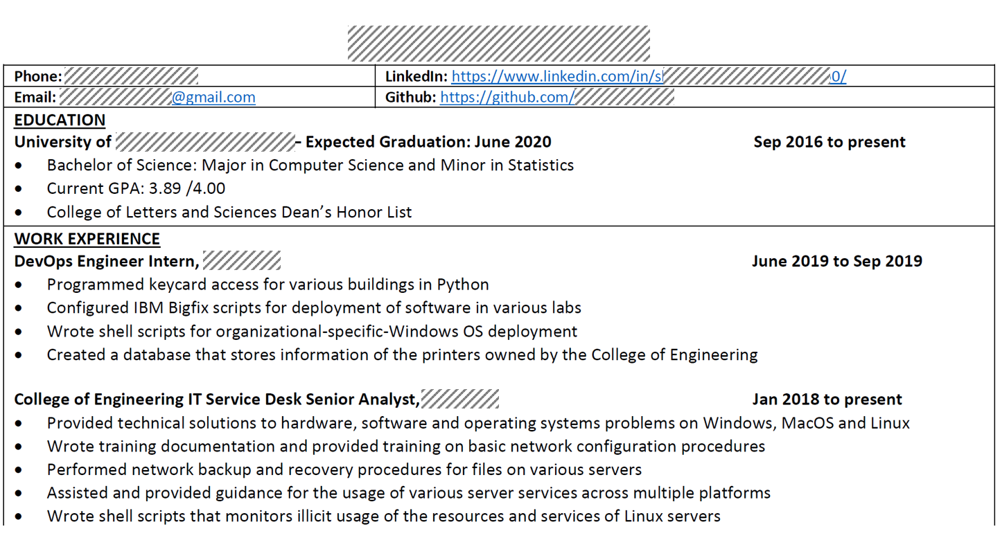 Phone:
LinkedIn: https://www.linkedin.com/in/sl 0/
Email: @gmail.com
Github: https://github.com/
EDUCATION
University of – Expected Graduation: June 2020 Sep 2016 to present
• Bachelor of Science: Major in Computer Science and Minor in Statistics
• Current GPA: 3.89 /4.00
• College of Letters and Sciences Dean’s Honor List
WORK EXPERIENCE
DevOps Engineer Intern, June 2019 to Sep 2019
• Programmed keycard access for various buildings in Python
• Configured IBM Bigfix scripts for deployment of software in various labs
• Wrote shell scripts for organizational-specific-Windows OS deployment
• Created a database that stores information of the printers owned by the College of Engineering
College of Engineering IT Service Desk Senior Analyst, Jan 2018 to present
• Provided technical solutions to hardware, software and operating systems problems on Windows, MacOS and Linux
• Wrote training documentation and provided training on basic network configuration procedures
• Performed network backup and recovery procedures for files on various servers
• Assisted and provided guidance for the usage of various server services across multiple platforms
• Wrote shell scripts that monitors illicit usage of the resources and services of Linux servers